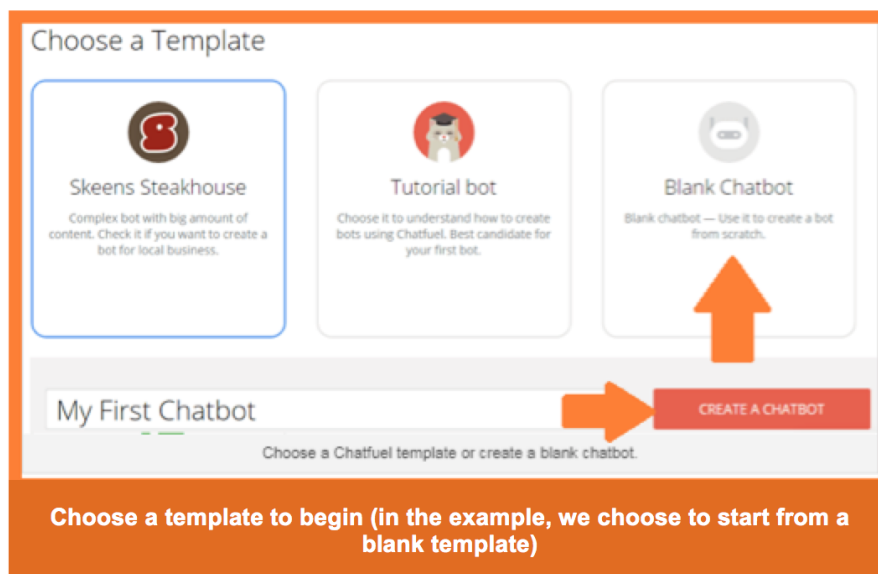 Choose a Template
Skeens Steakhouse
Complex bot with big amount of
content. Check it if you want to create a
bot for local business.
Tutorial bot
Choose it to understand how to create
bots using Chatfuel. Best candidate for
your first bot.
Blank Chatbot
Blank chatbot — Use it to create a bot
from scratch.
My First Chatbot
CREATE A CHATBOT
Choose a Chatfuel template or create a blank chatbot.
Choose a template to begin (in the example, we choose to start from a
blank template)